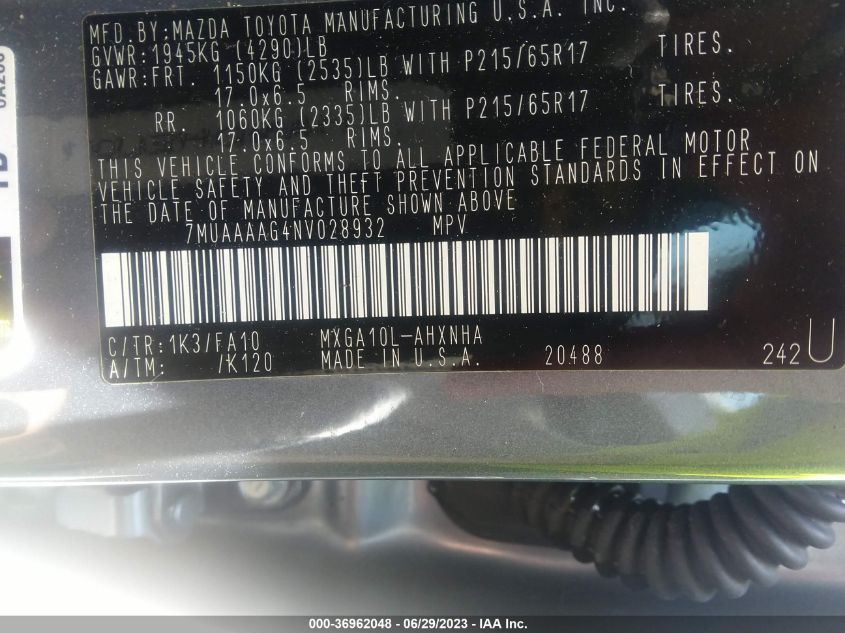 MFD BY:MAZDA TOYOTA MANUFACTURING U.S.A. INC.
GVWR:1945KG (4290)LB
GAWR:FRT. 1150KG (2535)LB WITH P215/65R17 TIRES.
17.0x6.5 RIMS.
RR. 1060KG (2335)LB WITH P215/65R17 TIRES.
17.0x6.5 RIMS.
THIS VEHICLE CONFORMS TO ALL APPLICABLE FEDERAL MOTOR
VEHICLE SAFETY AND THEFT PREVENTION STANDARDS IN EFFECT ON
THE DATE OF MANUFACTURE SHOWN ABOVE
7MUAAAAG4NV028932 MPV
C/TR:1K3/FA10 MXGA10L-AHXNHA
A/TM: /K120 MADE IN U.S.A. 20488 242 U
000-36962048 - 06/29/2023 - IAA Inc.